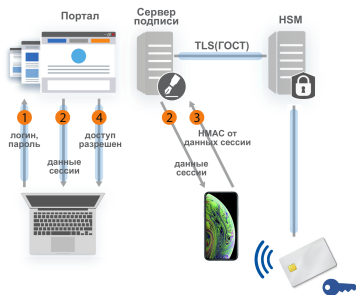 Портал
Сервер
подписи
HSM
TLS(ГОСТ)
1
2
4
2
3
логин,
пароль
доступ
разрешен
HMAC от
данных сессии
данные
сессии
данные
сессии